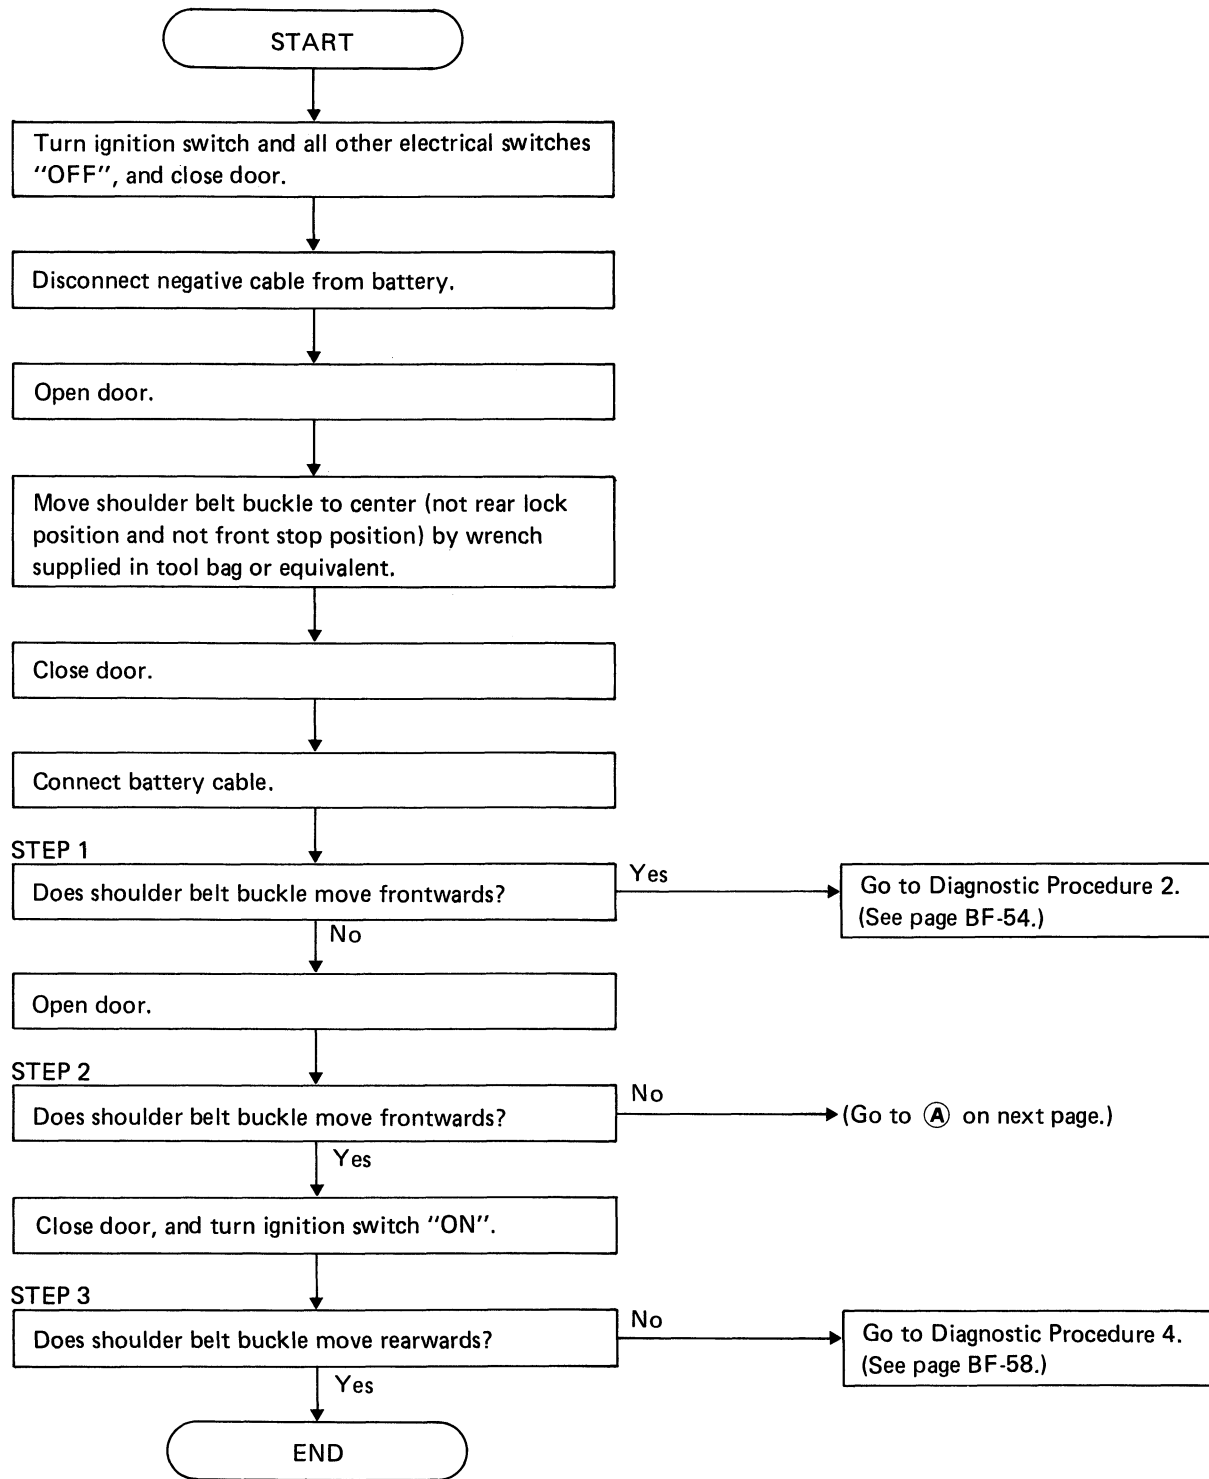 START
Turn ignition switch and all other electrical switches
"OFF", and close door.
Disconnect negative cable from battery.
Open door.
Move shoulder belt buckle to center (not rear lock
position and not front stop position) by wrench
supplied in tool bag or equivalent.
Close door.
Connect battery cable.
STEP 1
Does shoulder belt buckle move frontwards?
Yes
Go to Diagnostic Procedure 2.
(See page BF-54.)
No
Open door.
STEP 2
Does shoulder belt buckle move frontwards?
No
(Go to Ⓐ on next page.)
Yes
Close door, and turn ignition switch "ON".
STEP 3
Does shoulder belt buckle move rearwards?
No
Go to Diagnostic Procedure 4.
(See page BF-58.)
Yes
END